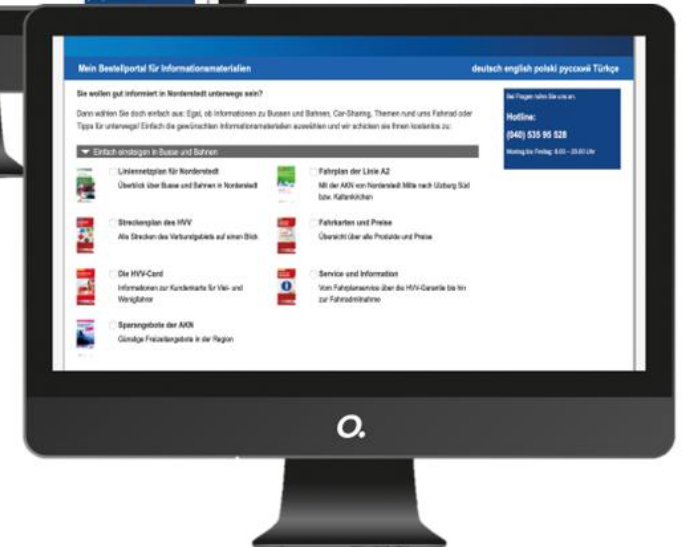 Mein Bestellportal für Informationsmaterialien
deutsch english polski русский Türkçe
Sie wollen gut informiert in Norderstedt unterwegs sein?
Dann wählen Sie doch einfach aus: Egal, ob Informationen zu Bussen und Bahnen, Car-Sharing, Themen rund ums Fahrrad oder
Tipps für unterwegs! Einfach die gewünschten Informationsmaterialien auswählen und wir schicken sie Ihnen kostenlos zu:
Bei Fragen rufen Sie uns an.
Hotline:
(040) 535 95 528
Montag bis Freitag: 8.00 – 20.00 Uhr
Einfach einsteigen in Busse und Bahnen
Liniennetzplan für Norderstedt
Überblick über Busse und Bahnen in Norderstedt
Fahrplan der Linie A2
Mit der AKN von Norderstedt Mitte nach Ulzburg Süd
bzw. Kaltenkirchen
Streckenplan des HVV
Alle Strecken des Verbundgebiets auf einen Blick
Fahrkarten und Preise
Übersicht über alle Produkte und Preise
Die HVV-Card
Informationen zur Kundenkarte für Viel- und
Wenigfahrer
Service und Information
Vom Fahrplanservice über die HVV-Garantie bis hin
zur Fahrradmitnahme
Sparangebote der AKN
Günstige Freizeitangebote in der Region
O.